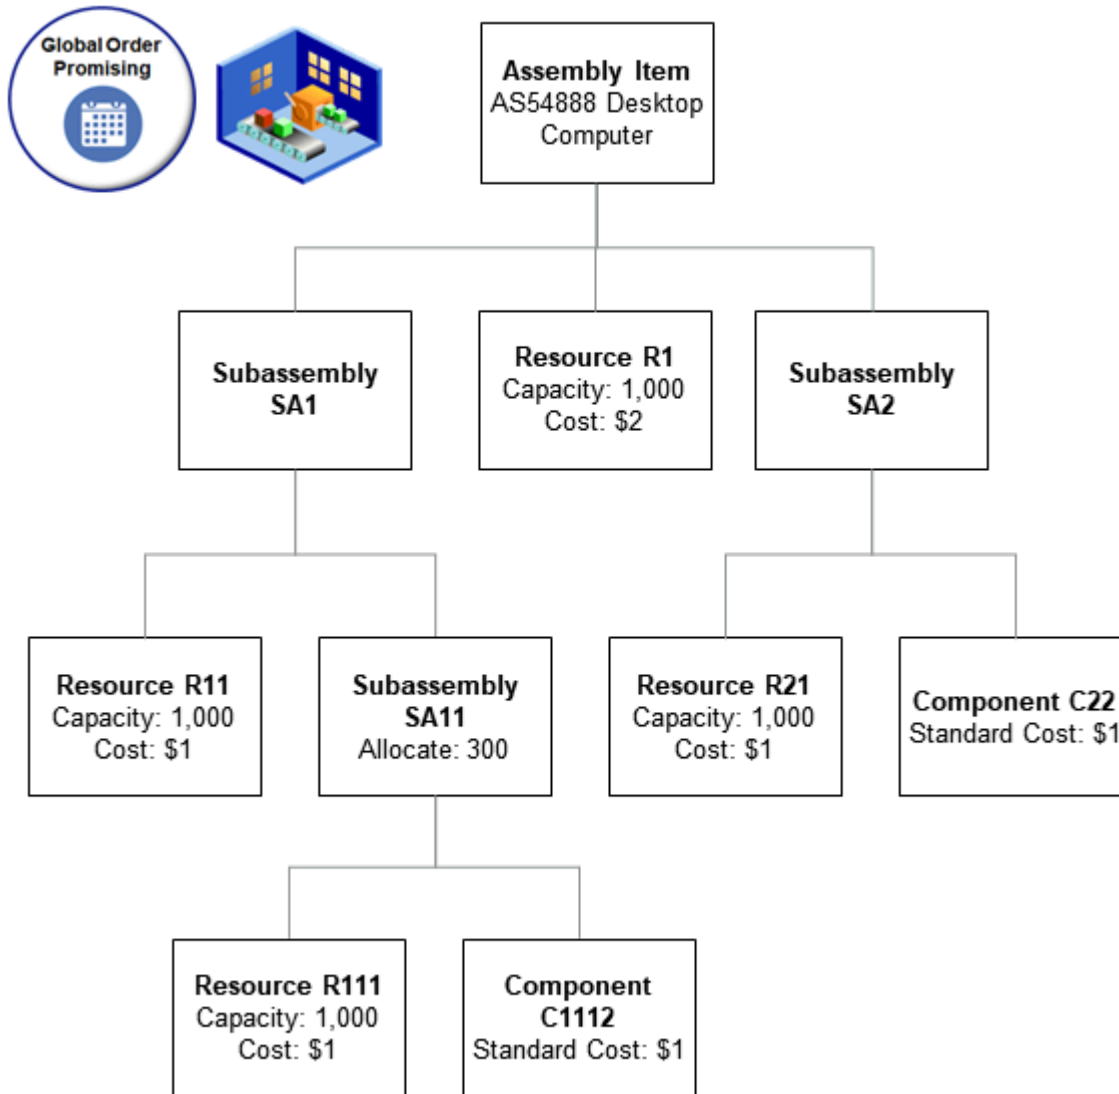 Global Order
Promising
Assembly Item
AS54888 Desktop
Computer
Subassembly
SA1
Resource R1
Capacity: 1,000
Cost: $2
Subassembly
SA2
Resource R11
Capacity: 1,000
Cost: $1
Subassembly
SA11
Allocate: 300
Resource R21
Capacity: 1,000
Cost: $1
Component C22
Standard Cost: $1
Resource R111
Capacity: 1,000
Cost: $1
Component
C1112
Standard Cost: $1